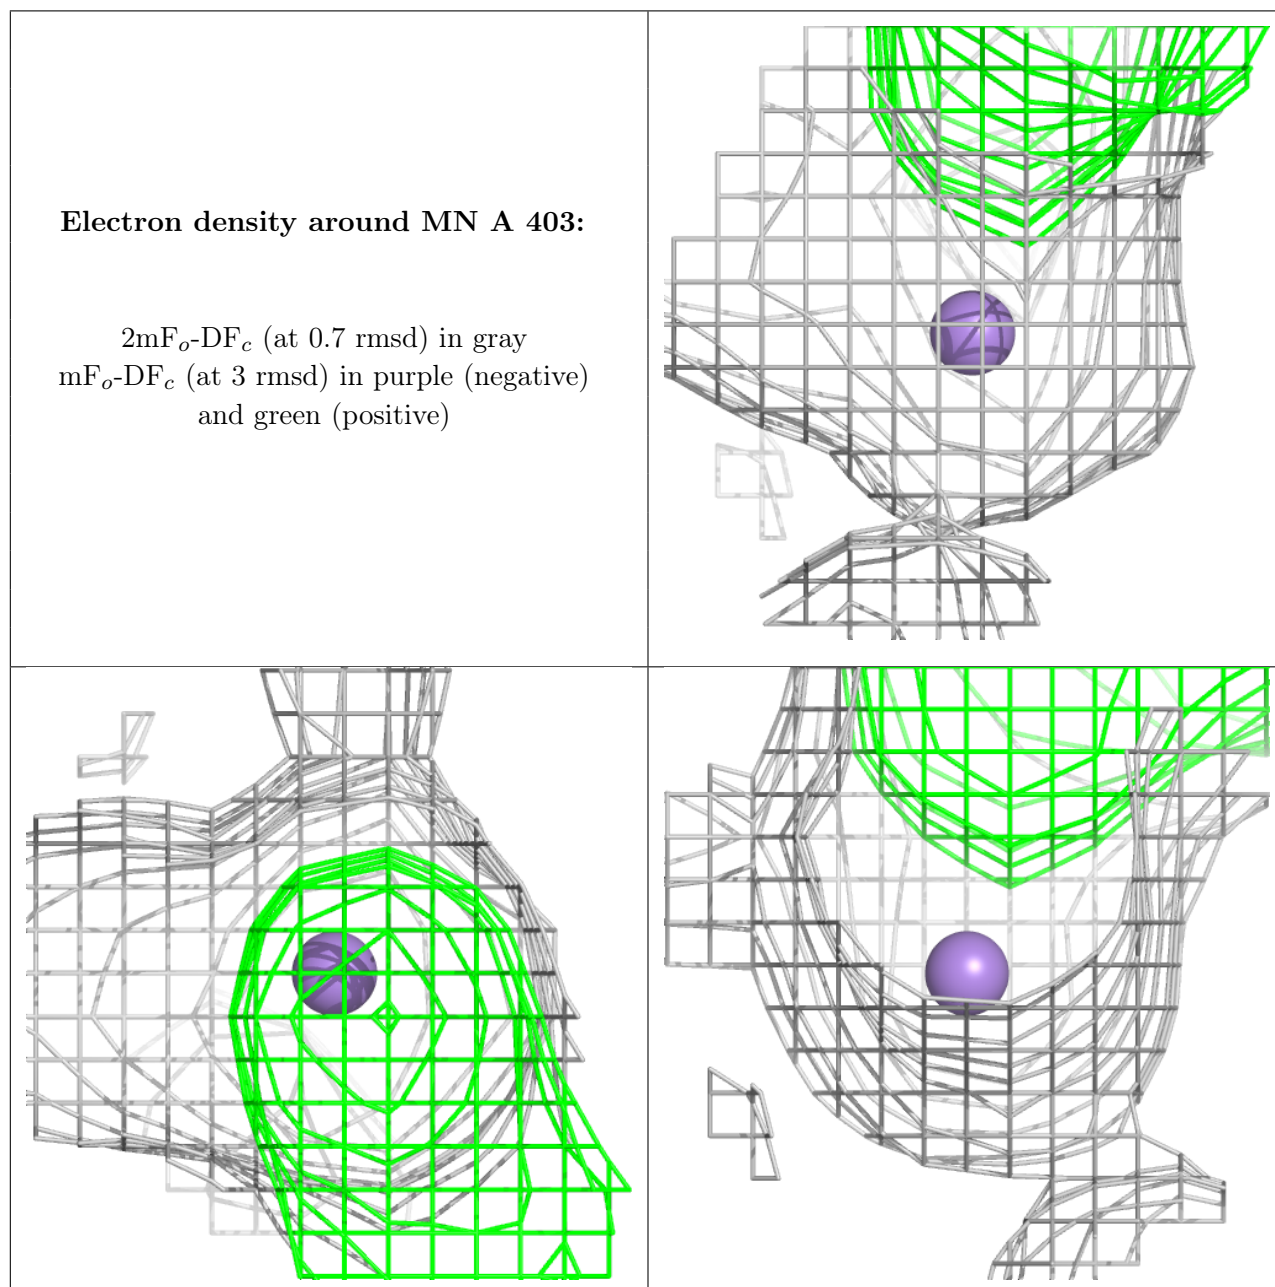 Electron density around MN A 403:
2mFo-DFc (at 0.7 rmsd) in gray
mFo-DFc (at 3 rmsd) in purple (negative)
and green (positive)